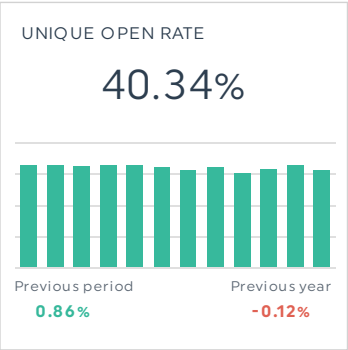 UNIQUE OPEN RATE
40.34%
Previous period Previous year
0.86% -0.12%